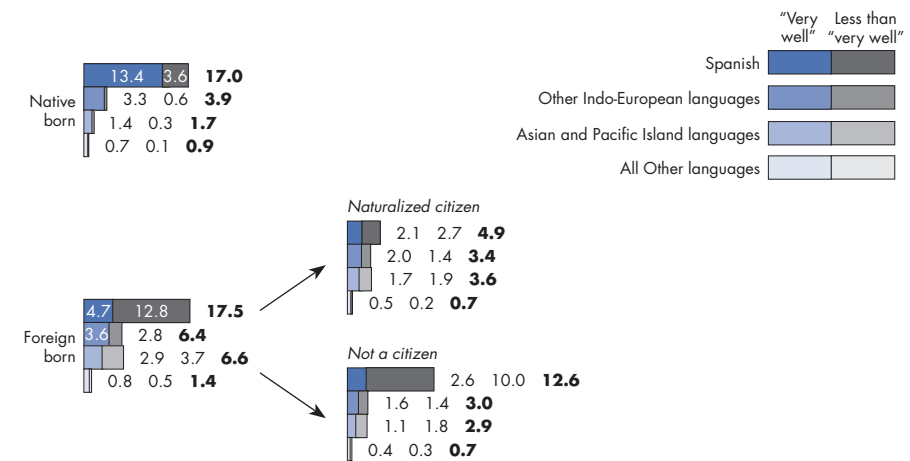 "Very well" Less than "very well"
Spanish
Other Indo-European languages
Asian and Pacific Island languages
All Other languages
Native born
13.4 3.6 17.0
3.3 0.6 3.9
1.4 0.3 1.7
0.7 0.1 0.9
Foreign born
4.7 12.8 17.5
3.6 2.8 6.4
2.9 3.7 6.6
0.8 0.5 1.4
Naturalized citizen
2.1 2.7 4.9
2.0 1.4 3.4
1.7 1.9 3.6
0.5 0.2 0.7
Not a citizen
2.6 10.0 12.6
1.6 1.4 3.0
1.1 1.8 2.9
0.4 0.3 0.7